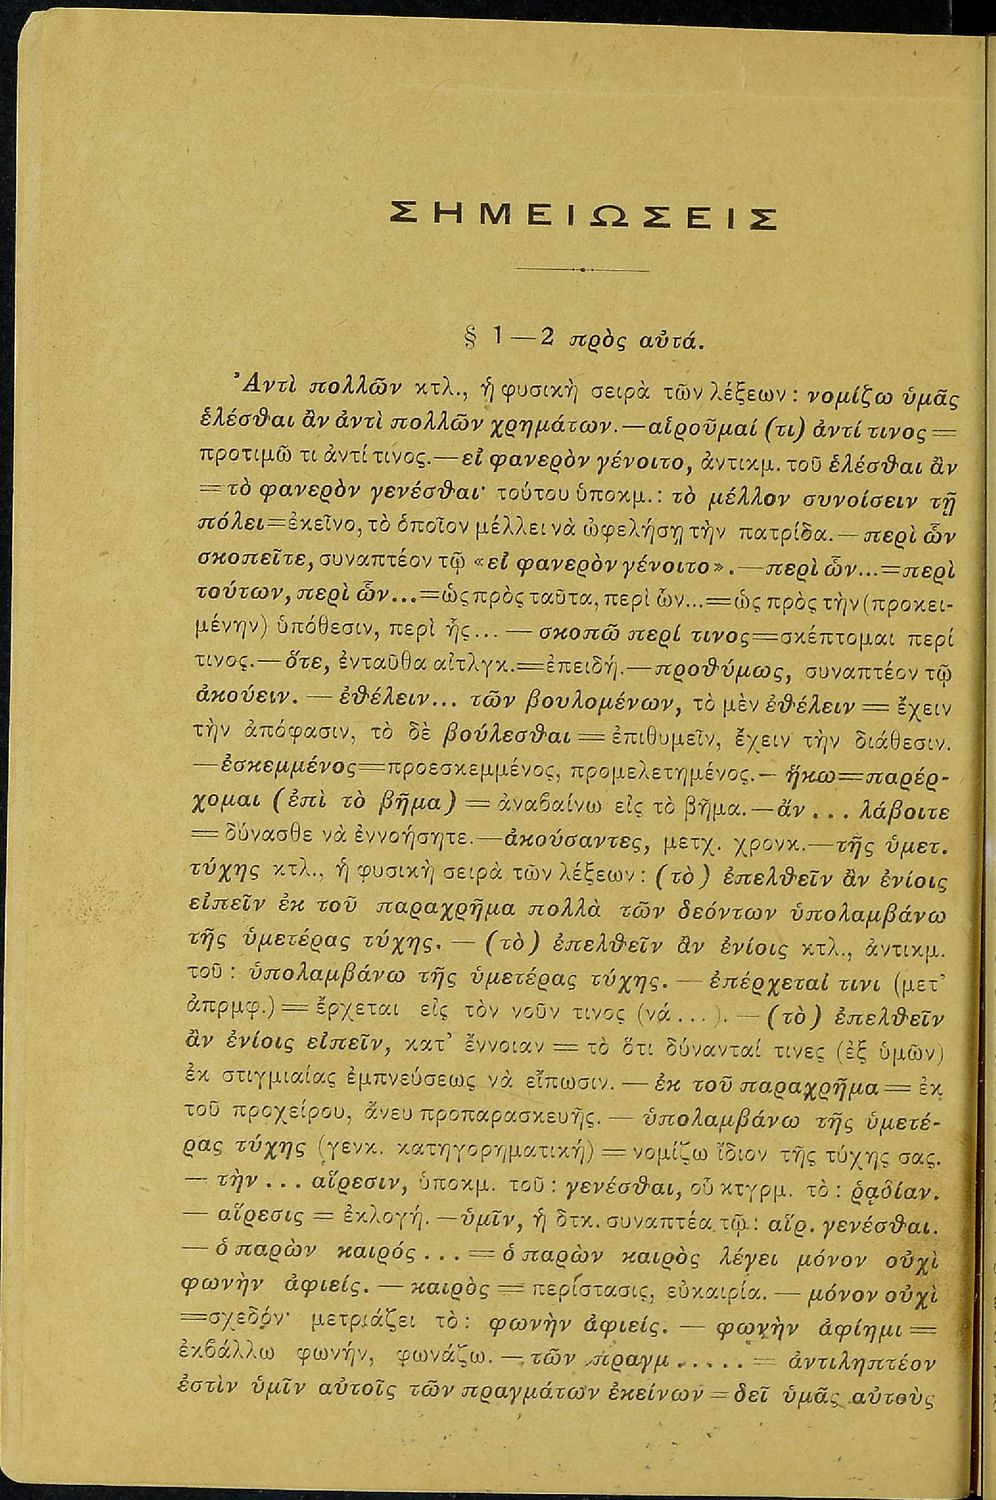 ΣΗΜΕΙΩΣΕΙΣ
§ 1—2 πρὸς αὐτά.
Ἀντὶ πολλῶν κτλ., ἡ φυσικὴ σειρὰ τῶν λέξεων: νομίζω ὑμᾶς
ἑλέσθαι ἂν ἀντὶ πολλῶν χρημάτων.—αἱροῦμαί (τι) ἀντί τινος =
προτιμῶ τι ἀντί τινος.—εἰ φανερὸν γένοιτο, ἀντικμ. τοῦ ἑλέσθαι ἂν
=τὸ φανερὸν γενέσθαι· τούτου ὑποκμ.: τὸ μέλλον συνοίσειν τῇ
πόλει=ἐκεῖνο, τὸ ὁποῖον μέλλει νὰ ὠφελήσῃ τὴν πατρίδα.—περὶ ὧν
σκοπεῖτε, συναπτέον τῷ «εἰ φανερὸν γένοιτο».—περὶ ὧν...=περὶ
τούτων, περὶ ὧν...=ὡς πρὸς ταῦτα, περὶ ὧν...=ὡς πρὸς τὴν (προκει-
μένην) ὑπόθεσιν, περὶ ἧς... — σκοπῶ περί τινος=σκέπτομαι περί
τινος.—ὅτε, ἐνταῦθα αἰτλγκ.=ἐπειδή.—προθύμως, συναπτέον τῷ
ἀκούειν. — ἐθέλειν... τῶν βουλομένων, τὸ μὲν ἐθέλειν = ἔχειν
τὴν ἀπόφασιν, τὸ δὲ βούλεσθαι = ἐπιθυμεῖν, ἔχειν τὴν διάθεσιν.
—ἐσκεμμένος=προεσκεμμένος, προμελετημένος.— ἥκω=παρέρ-
χομαι (ἐπὶ τὸ βῆμα) = ἀναβαίνω εἰς τὸ βῆμα.—ἄν ... λάβοιτε
= δύνασθε νὰ ἐννοήσητε.—ἀκούσαντες, μετχ. χρονκ.—τῆς ὑμετ.
τύχης κτλ., ἡ φυσικὴ σειρὰ τῶν λέξεων: (τὸ) ἐπελθεῖν ἂν ἐνίοις
εἰπεῖν ἐκ τοῦ παραχρῆμα πολλὰ τῶν δεόντων ὑπολαμβάνω
τῆς ὑμετέρας τύχης. — (τὸ) ἐπελθεῖν ἂν ἐνίοις κτλ., ἀντικμ.
τοῦ: ὑπολαμβάνω τῆς ὑμετέρας τύχης. — ἐπέρχεταί τινι (μετ'
ἀπρμφ.) = ἔρχεται εἰς τὸν νοῦν τινος (νά...). — (τὸ) ἐπελθεῖν
ἂν ἐνίοις εἰπεῖν, κατ' ἔννοιαν = τὸ ὅτι δύνανταί τινες (ἐξ ὑμῶν)
ἐκ στιγμιαίας ἐμπνεύσεως νὰ εἴπωσιν. — ἐκ τοῦ παραχρῆμα = ἐκ
τοῦ προχείρου, ἄνευ προπαρασκευῆς. — ὑπολαμβάνω τῆς ὑμετέ-
ρας τύχης (γενκ. κατηγορηματική) = νομίζω ἴδιον τῆς τύχης σας.
— τὴν ... αἵρεσιν, ὑποκμ. τοῦ: γενέσθαι, οὗ κτγρμ. τὸ: ῥᾳδίαν.
— αἵρεσις = ἐκλογή.—ὑμῖν, ἡ δτκ. συναπτέα τῷ: αἵρ. γενέσθαι.
— ὁ παρὼν καιρός ... = ὁ παρὼν καιρὸς λέγει μόνον οὐχὶ
φωνὴν ἀφιείς. — καιρὸς = περίστασις, εὐκαιρία. — μόνον οὐχὶ
=σχεδόν· μετριάζει τὸ: φωνὴν ἀφιείς. — φωνὴν ἀφίημι =
ἐκβάλλω φωνήν, φωνάζω. — τῶν πραγμ..... = ἀντιληπτέον
ἐστὶν ὑμῖν αὐτοῖς τῶν πραγμάτων ἐκείνων = δεῖ ὑμᾶς αὐτοὺς